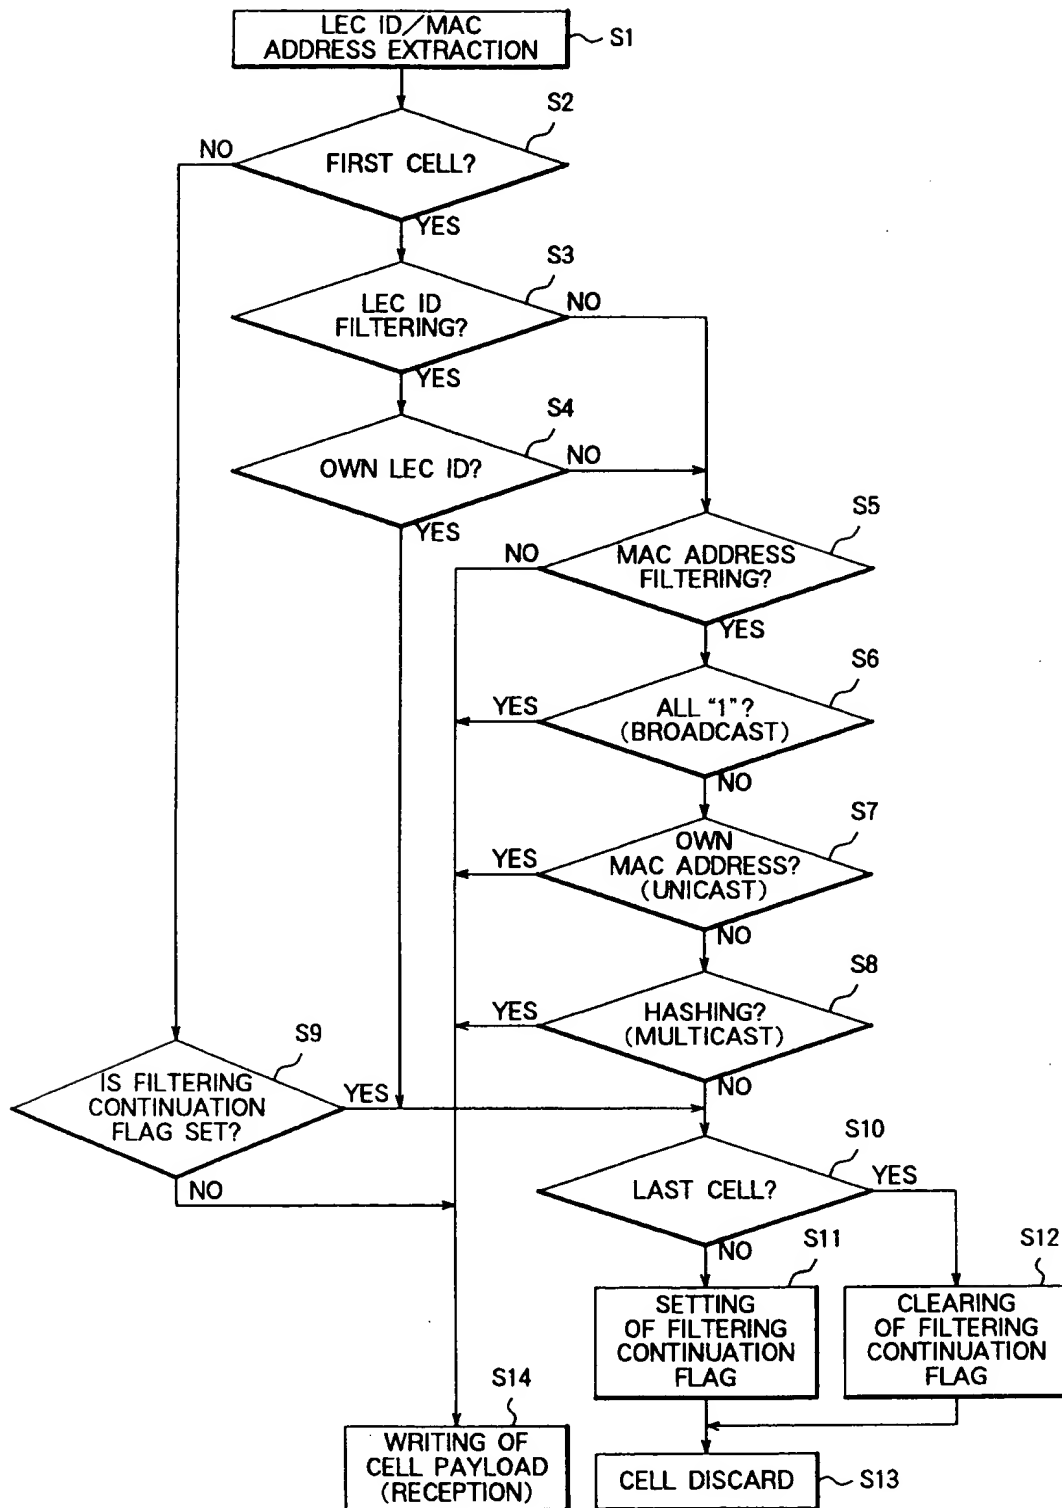 LEC ID/MAC
ADDRESS EXTRACTION
S1
S2
NO
FIRST CELL?
YES
S3
LEC ID
FILTERING?
NO
YES
S4
OWN LEC ID?
NO
YES
S5
NO
MAC ADDRESS
FILTERING?
YES
S6
YES
ALL "1"?
(BROADCAST)
NO
S7
YES
OWN
MAC ADDRESS?
(UNICAST)
NO
S8
YES
HASHING?
(MULTICAST)
NO
S9
IS FILTERING
CONTINUATION
FLAG SET?
YES
NO
S10
LAST CELL?
YES
NO
S11
SETTING
OF FILTERING
CONTINUATION
FLAG
S12
CLEARING
OF FILTERING
CONTINUATION
FLAG
S14
WRITING OF
CELL PAYLOAD
(RECEPTION)
CELL DISCARD
S13